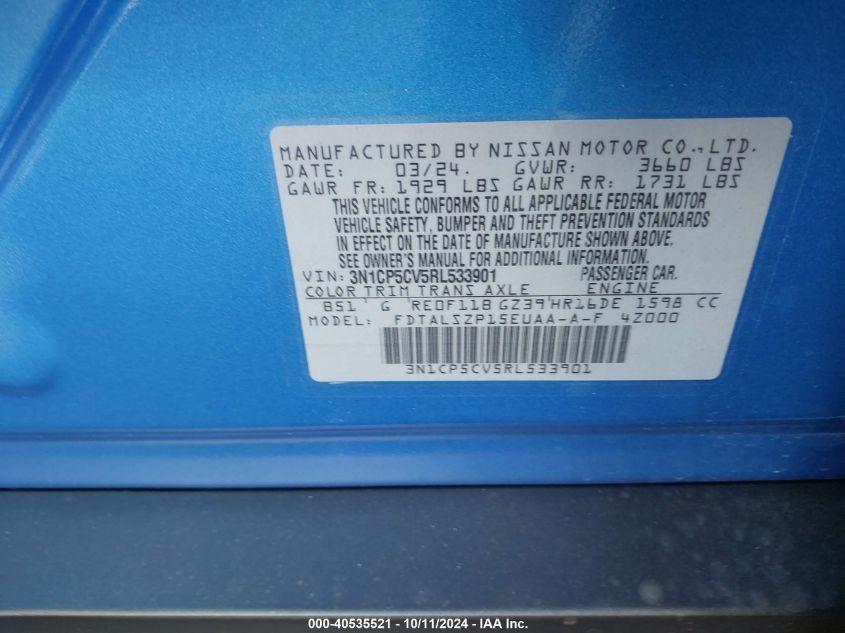 MANUFACTURED BY NISSAN MOTOR CO.,LTD.
DATE: 03/24. GVWR: 3660 LBS
GAWR FR: 1929 LBS GAWR RR: 1731 LBS
THIS VEHICLE CONFORMS TO ALL APPLICABLE FEDERAL MOTOR
VEHICLE SAFETY, BUMPER AND THEFT PREVENTION STANDARDS
IN EFFECT ON THE DATE OF MANUFACTURE SHOWN ABOVE.
SEE OWNER'S MANUAL FOR ADDITIONAL INFORMATION.
VIN: 3N1CP5CV5RL533901 PASSENGER CAR.
COLOR TRIM TRANS AXLE ENGINE
B51' G 'RE0F11B GZ39'HR16DE 1598 CC
MODEL: FDTALSZP15EUAA-A-F 4Z000
3N1CP5CV5RL533901
000-40535521 - 10/11/2024 - IAA Inc.